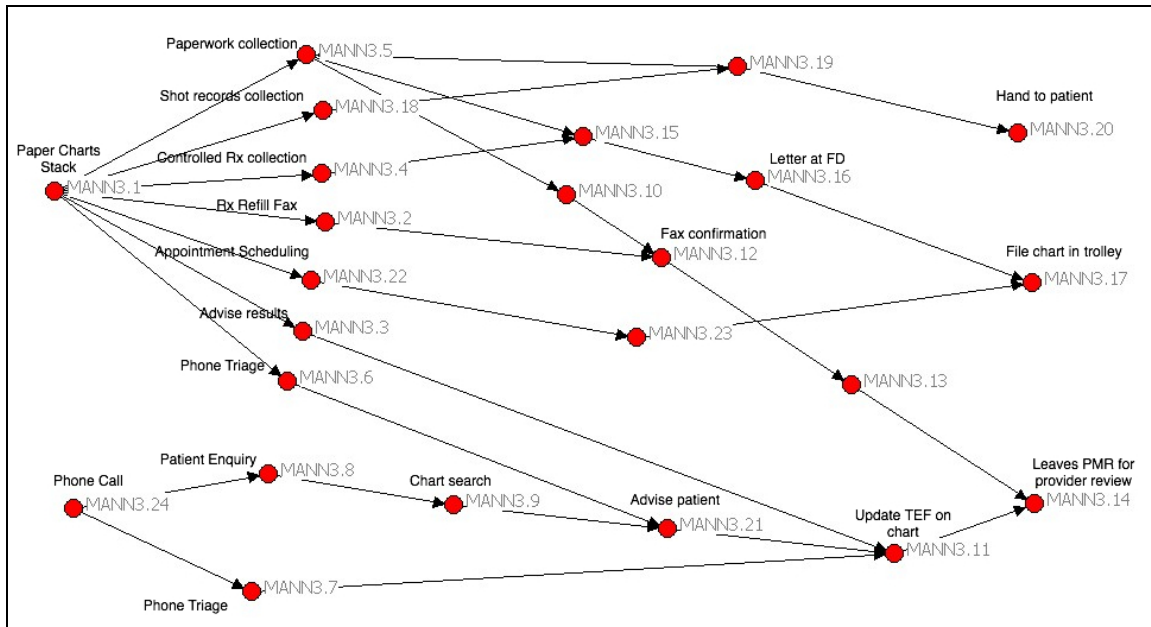 Paperwork collection
MANN3.5
MANN3.19
Shot records collection
MANN3.18
Hand to patient
MANN3.20
MANN3.15
Paper Charts
Stack
MANN3.1
Controlled Rx collection
MANN3.4
Letter at FD
MANN3.16
MANN3.10
Rx Refill Fax
MANN3.2
Fax confirmation
MANN3.12
Appointment Scheduling
MANN3.22
File chart in trolley
MANN3.17
Advise results
MANN3.3
MANN3.23
Phone Triage
MANN3.6
MANN3.13
Phone Call
MANN3.24
Patient Enquiry
MANN3.8
Chart search
MANN3.9
Advise patient
MANN3.21
Update TEF on
chart
MANN3.11
Leaves PMR for
provider review
MANN3.14
MANN3.7
Phone Triage